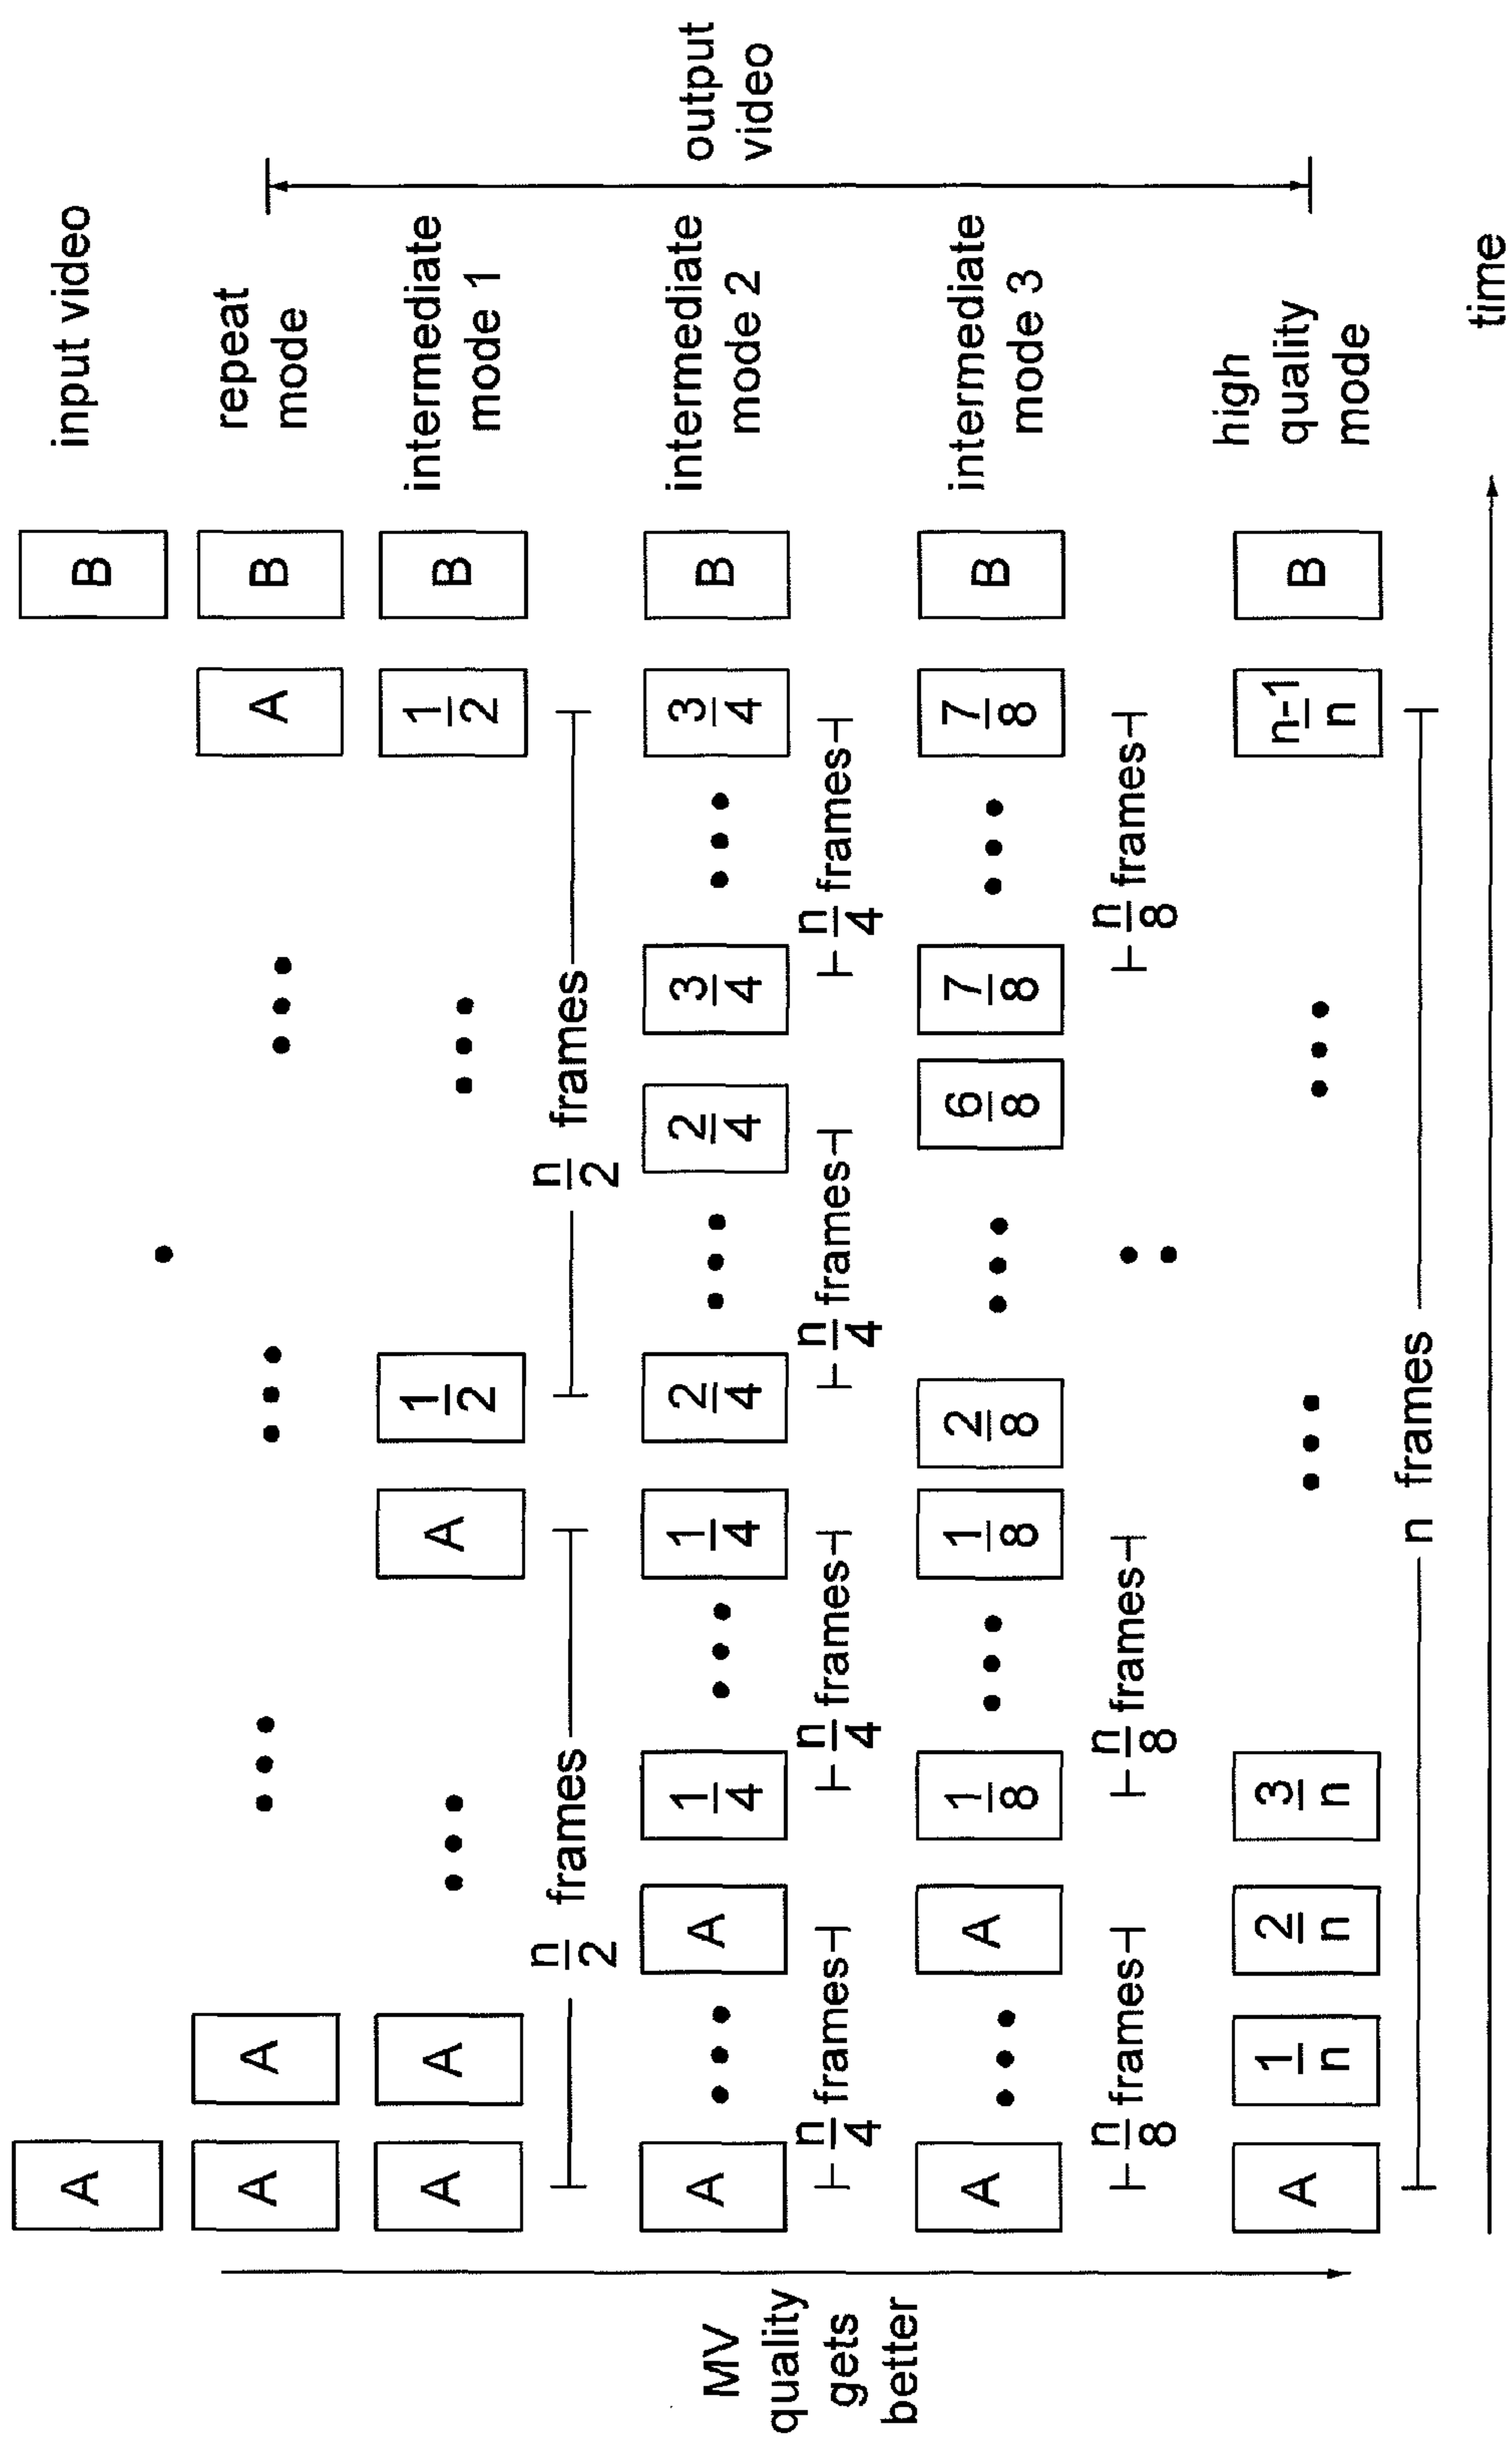 A B input video
A A A B repeat
mode
A A A 1/2 1/2 B intermediate
mode 1
n/2 frames n/2 frames
A A 1/4 1/4 2/4 2/4 3/4 3/4 B intermediate
mode 2
n/4 frames n/4 frames n/4 frames n/4 frames
A A 1/8 1/8 2/8 6/8 7/8 7/8 B intermediate
mode 3
n/8 frames n/8 frames n/8 frames
A 1/n 2/n 3/n n-1/n B high
quality
mode
n frames
time
MV
quality
gets
better
output
video